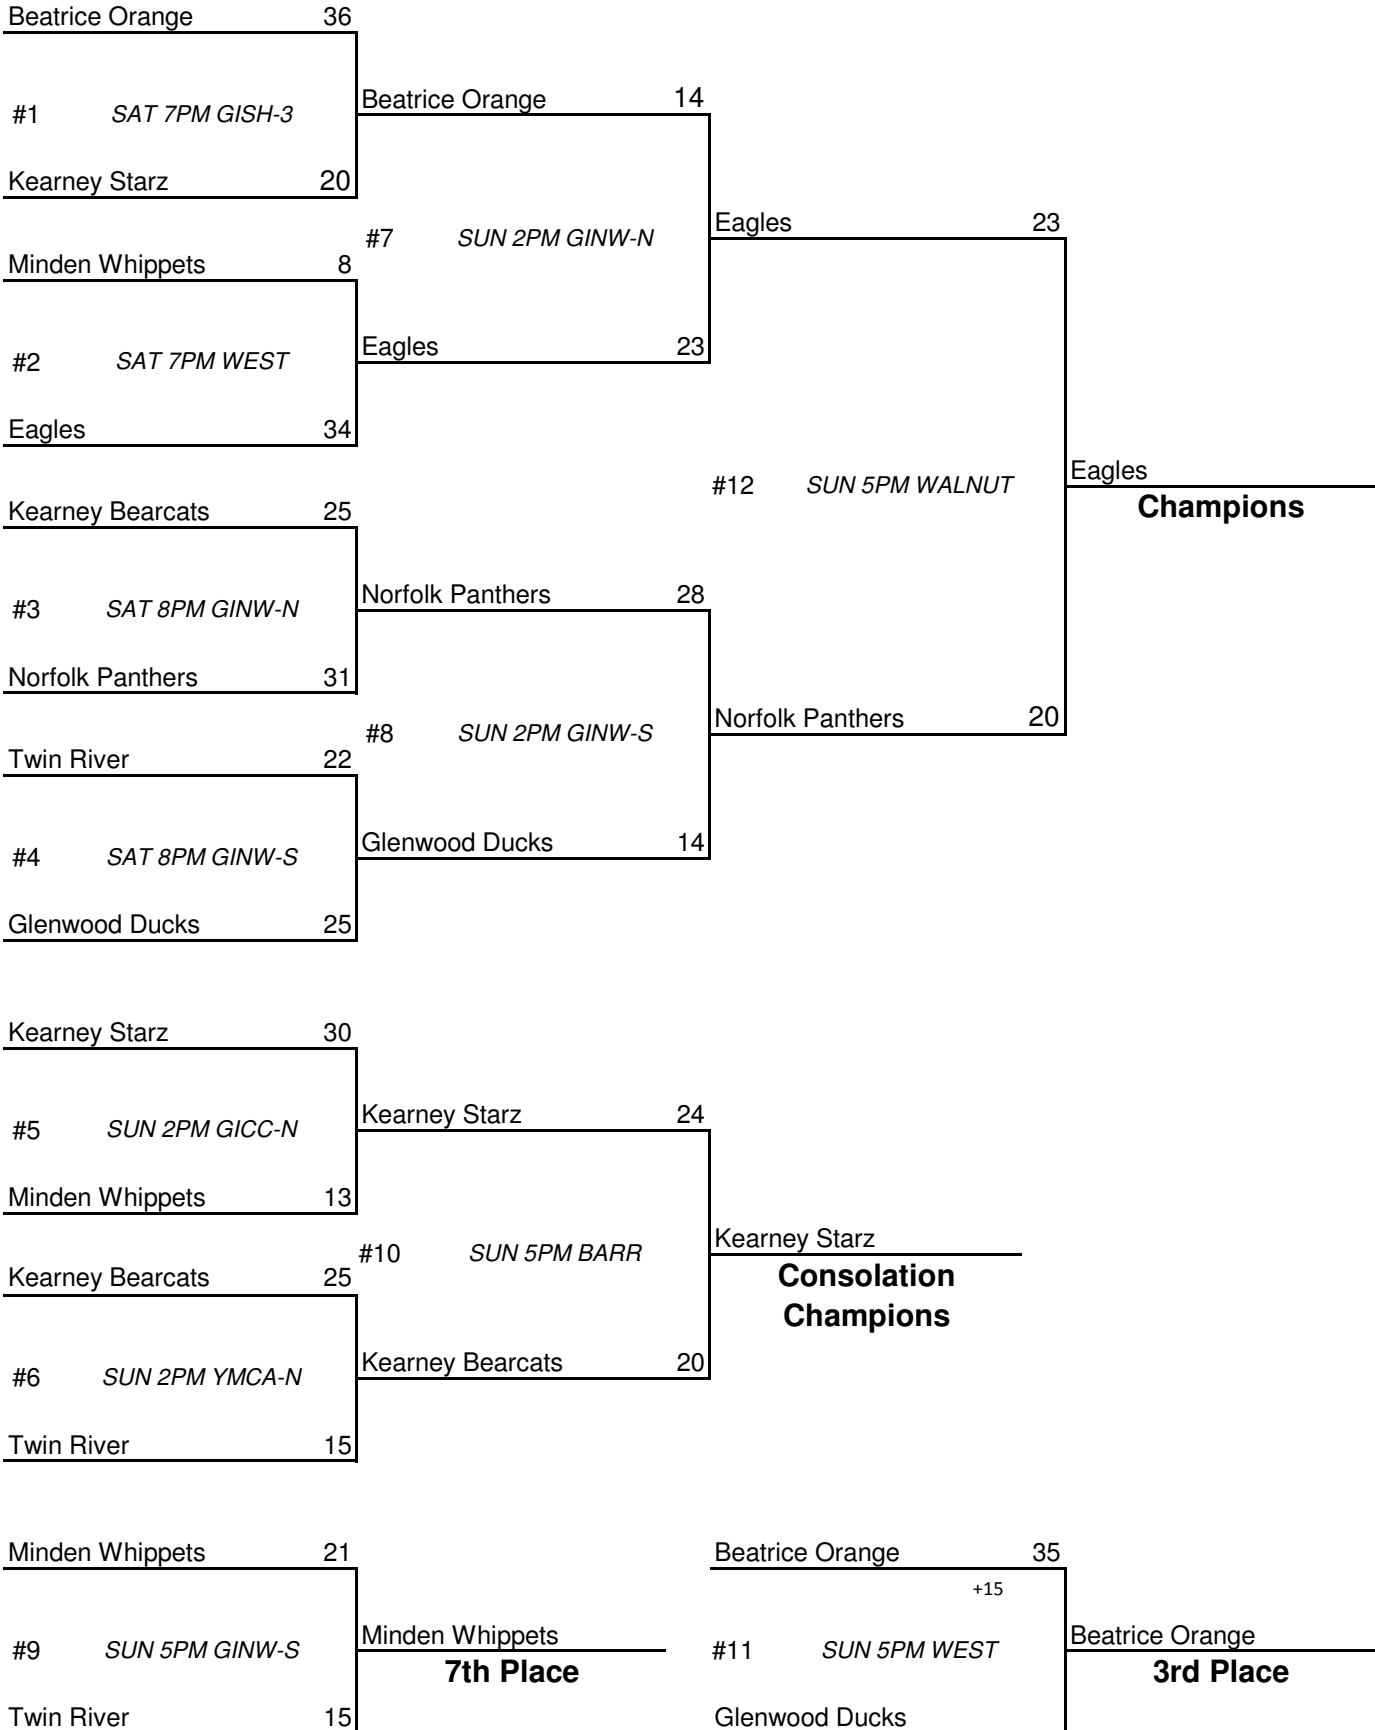 Beatrice Orange 36
#1 SAT 7PM GISH-3
Beatrice Orange 14
Kearney Starz 20
#7 SUN 2PM GINW-N
Eagles 23
Minden Whippets 8
#2 SAT 7PM WEST
Eagles 23
Eagles 34
#12 SUN 5PM WALNUT
Eagles
Champions
Kearney Bearcats 25
#3 SAT 8PM GINW-N
Norfolk Panthers 28
Norfolk Panthers 31
#8 SUN 2PM GINW-S
Norfolk Panthers 20
Twin River 22
#4 SAT 8PM GINW-S
Glenwood Ducks 14
Glenwood Ducks 25
Kearney Starz 30
#5 SUN 2PM GICC-N
Kearney Starz 24
Minden Whippets 13
#10 SUN 5PM BARR
Kearney Starz
Consolation
Champions
Kearney Bearcats 25
#6 SUN 2PM YMCA-N
Kearney Bearcats 20
Twin River 15
Minden Whippets 21
#9 SUN 5PM GINW-S
Minden Whippets
7th Place
Twin River 15
Beatrice Orange 35
+15
#11 SUN 5PM WEST
Beatrice Orange
3rd Place
Glenwood Ducks